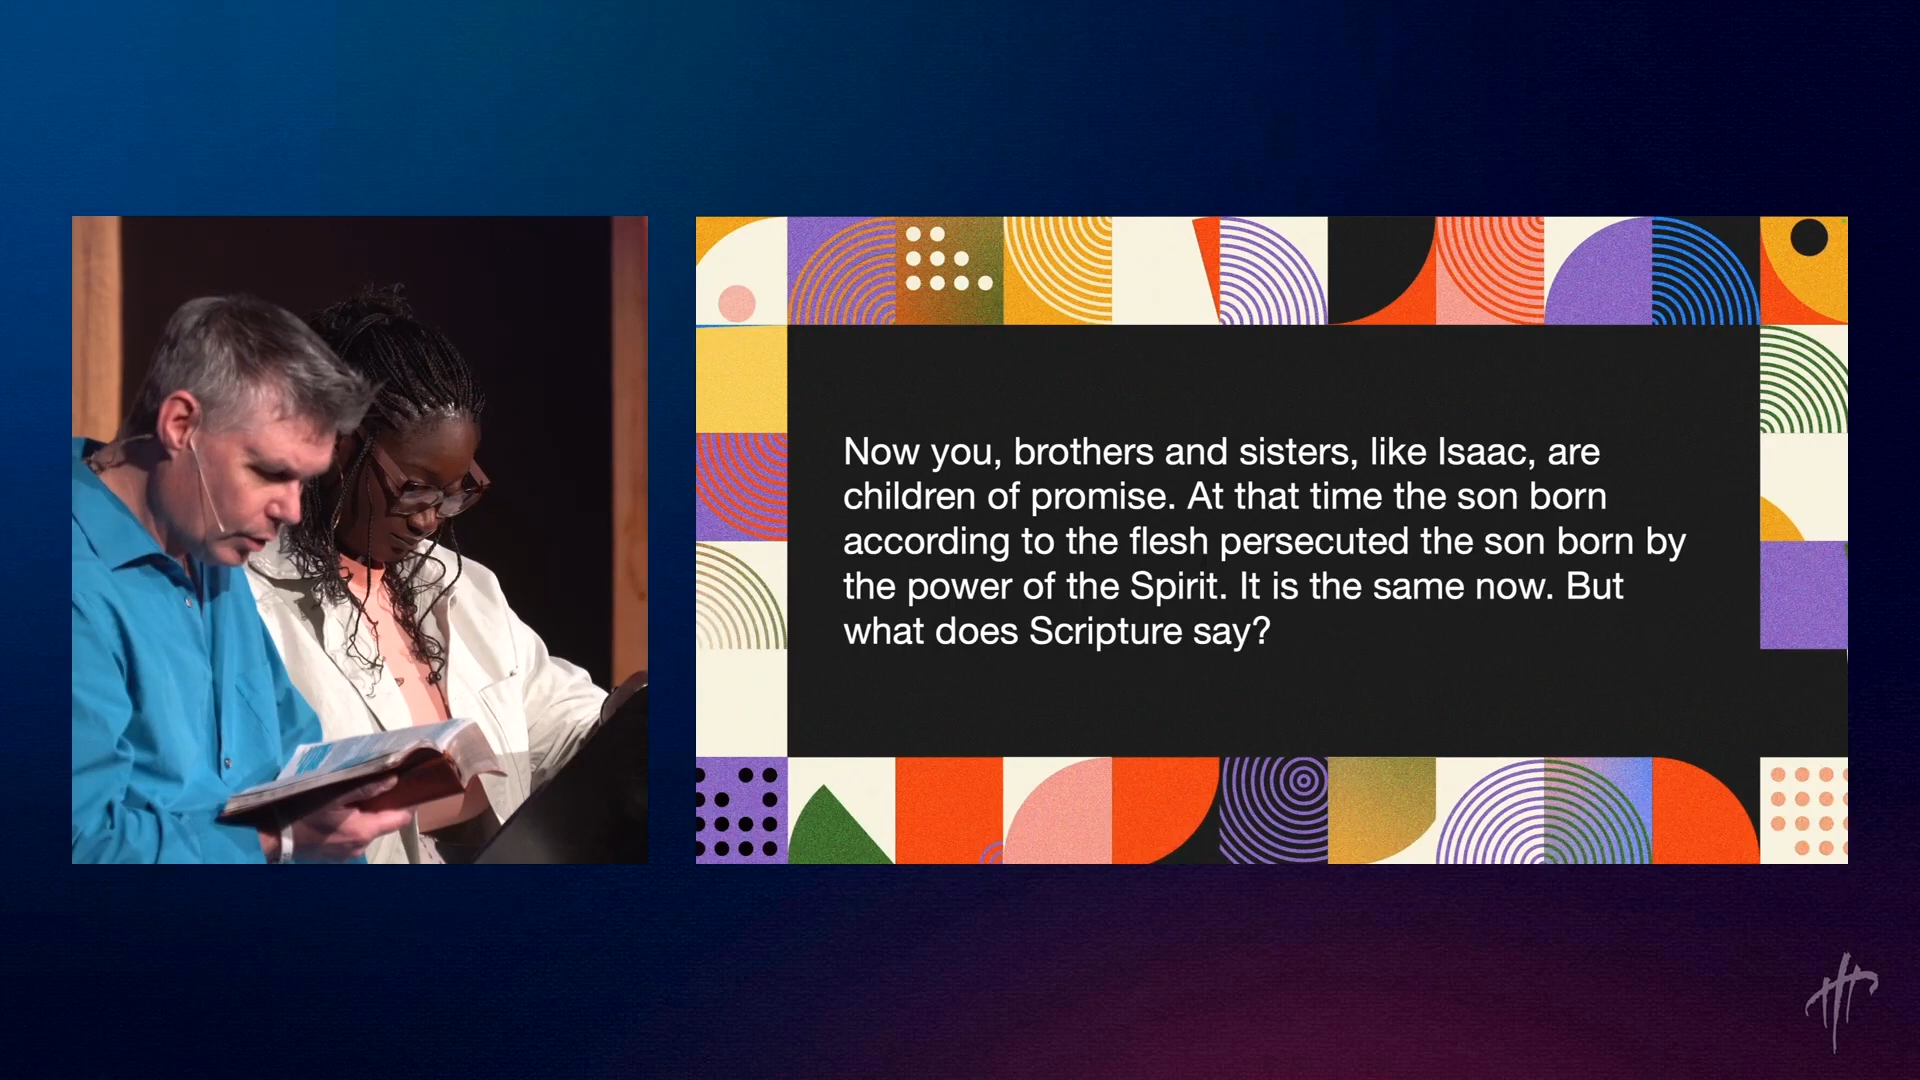 Now you, brothers and sisters, like Isaac, are
children of promise. At that time the son born
according to the flesh persecuted the son born by
the power of the Spirit. It is the same now. But
what does Scripture say?